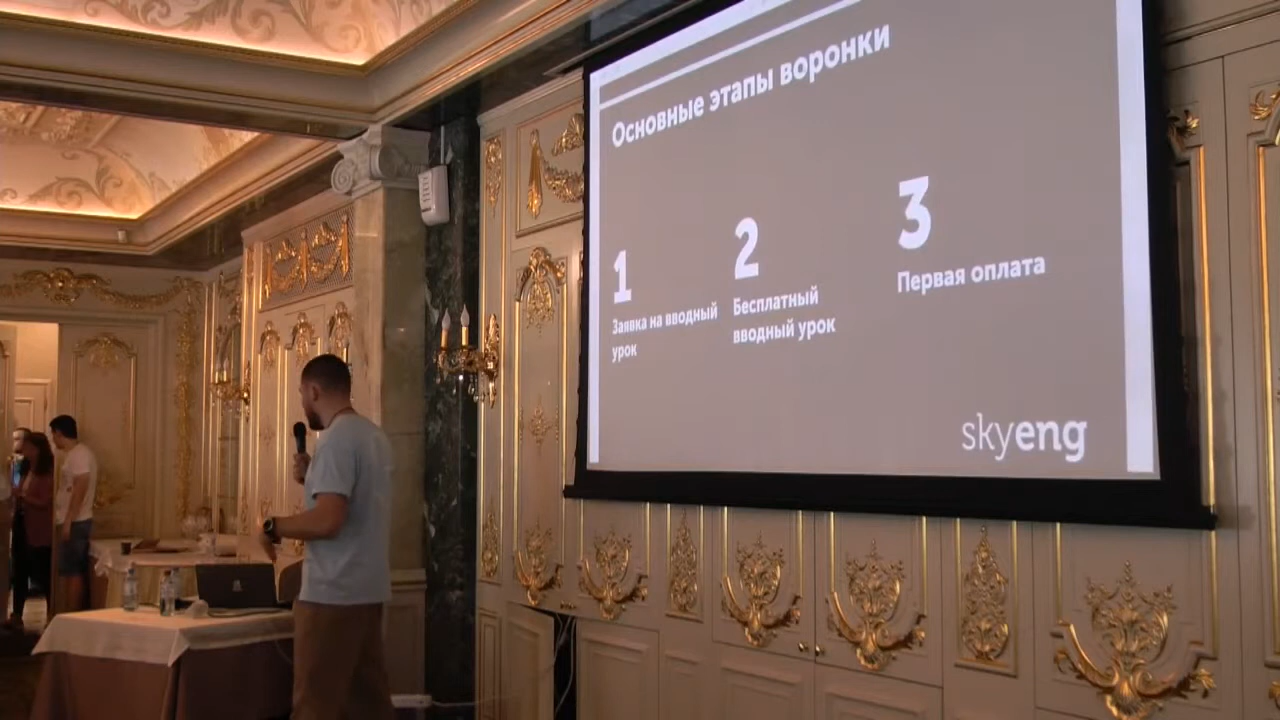 Основные этапы воронки
1
Заявка на вводный
урок
2
Бесплатный
вводный урок
3
Первая оплата
skyeng